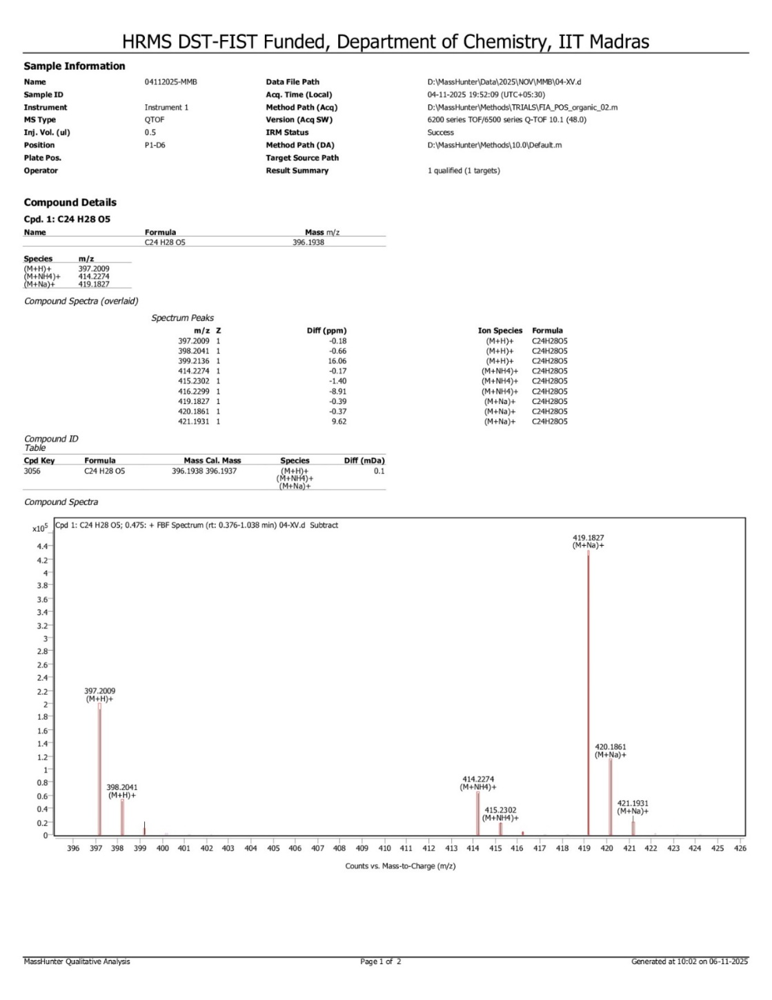 HRMS DST-FIST Funded, Department of Chemistry, IIT Madras
Sample Information
Name 04112025-MMB Data File Path D:\MassHunter\Data\2025\NOV\MMB\04-XV.d
Sample ID Acq. Time (Local) 04-11-2025 19:52:09 (UTC+05:30)
Instrument Instrument 1 Method Path (Acq) D:\MassHunter\Methods\TRIALS\FIA_POS_organic_02.m
MS Type QTOF Version (Acq SW) 6200 series TOF/6500 series Q-TOF 10.1 (48.0)
Inj. Vol. (ul) 0.5 IRM Status Success
Position P1-D6 Method Path (DA) D:\MassHunter\Methods\10.0\Default.m
Plate Pos. Target Source Path
Operator Result Summary 1 qualified (1 targets)
Compound Details
Cpd. 1: C24 H28 O5
Name Formula Mass m/z
C24 H28 O5 396.1938
Species m/z
(M+H)+ 397.2009
(M+NH4)+ 414.2274
(M+Na)+ 419.1827
Compound Spectra (overlaid)
Spectrum Peaks
m/z Z Diff (ppm) Ion Species Formula
397.2009 1 -0.18 (M+H)+ C24H28O5
398.2041 1 -0.66 (M+H)+ C24H28O5
399.2136 1 16.06 (M+H)+ C24H28O5
414.2274 1 -0.17 (M+NH4)+ C24H28O5
415.2302 1 -1.40 (M+NH4)+ C24H28O5
416.2299 1 -8.91 (M+NH4)+ C24H28O5
419.1827 1 -0.39 (M+Na)+ C24H28O5
420.1861 1 -0.37 (M+Na)+ C24H28O5
421.1931 1 9.62 (M+Na)+ C24H28O5
Compound ID
Table
Cpd Key Formula Mass Cal. Mass Species Diff (mDa)
3056 C24 H28 O5 396.1938 396.1937 (M+H)+ 0.1
(M+NH4)+
(M+Na)+
Compound Spectra
x10⁵ Cpd 1: C24 H28 O5; 0.475: + FBF Spectrum (rt: 0.376-1.038 min) 04-XV.d Subtract
419.1827
(M+Na)+
4.4
4.2
4
3.8
3.6
3.4
3.2
3
2.8
2.6
2.4
2.2
397.2009
(M+H)+
2
1.8
1.6
1.4
1.2
420.1861
(M+Na)+
1
0.8
414.2274
(M+NH4)+
398.2041
(M+H)+
0.6
0.4
421.1931
(M+Na)+
415.2302
(M+NH4)+
0.2
0
396 397 398 399 400 401 402 403 404 405 406 407 408 409 410 411 412 413 414 415 416 417 418 419 420 421 422 423 424 425 426
Counts vs. Mass-to-Charge (m/z)
MassHunter Qualitative Analysis Page 1 of 2 Generated at 10:02 on 06-11-2025